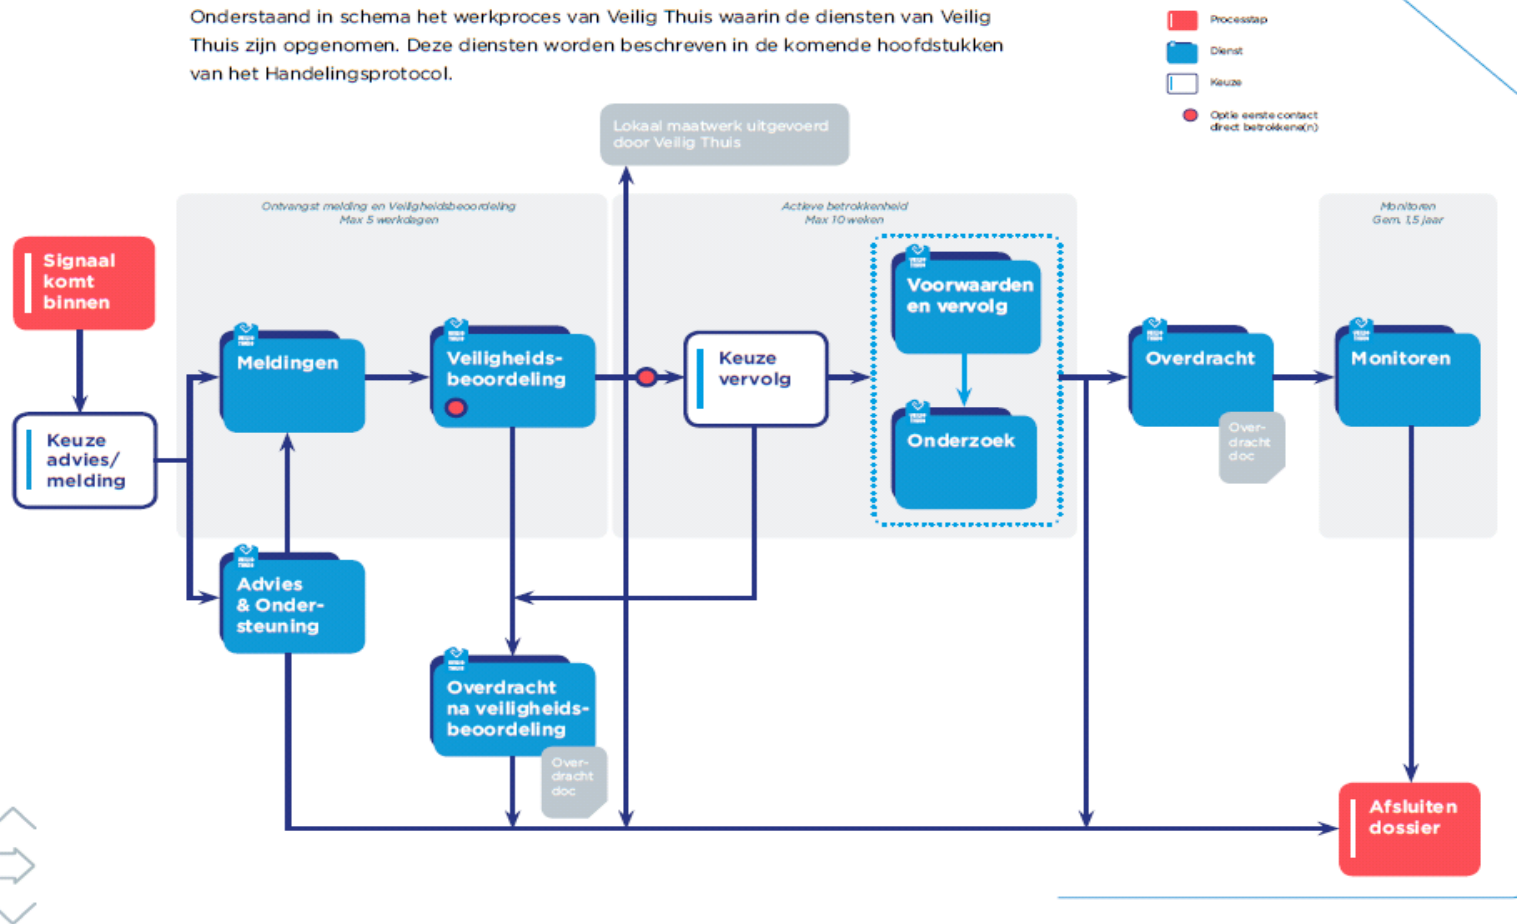 Onderstaand in schema het werkproces van Veilig Thuis waarin de diensten van Veilig
Thuis zijn opgenomen. Deze diensten worden beschreven in de komende hoofdstukken
van het Handelingsprotocol.
Processtap
Dienst
Keuze
Optie eerste contact
direct betrokkene(n)
Lokaal maatwerk uitgevoerd
door Veilig Thuis
Ontvangst melding en Veiligheidsbeoordeling
Max 5 werkdagen
Actieve betrokkenheid
Max 10 weken
Monitoren
Gem. 1,5 jaar
Signaal
komt
binnen
Keuze
advies/
melding
Meldingen
Veiligheids-
beoordeling
Keuze
vervolg
Voorwaarden
en vervolg
Onderzoek
Overdracht
Over-
dracht
doc
Monitoren
Advies
& Onder-
steuning
Overdracht
na veiligheids-
beoordeling
Over-
dracht
doc
Afsluiten
dossier